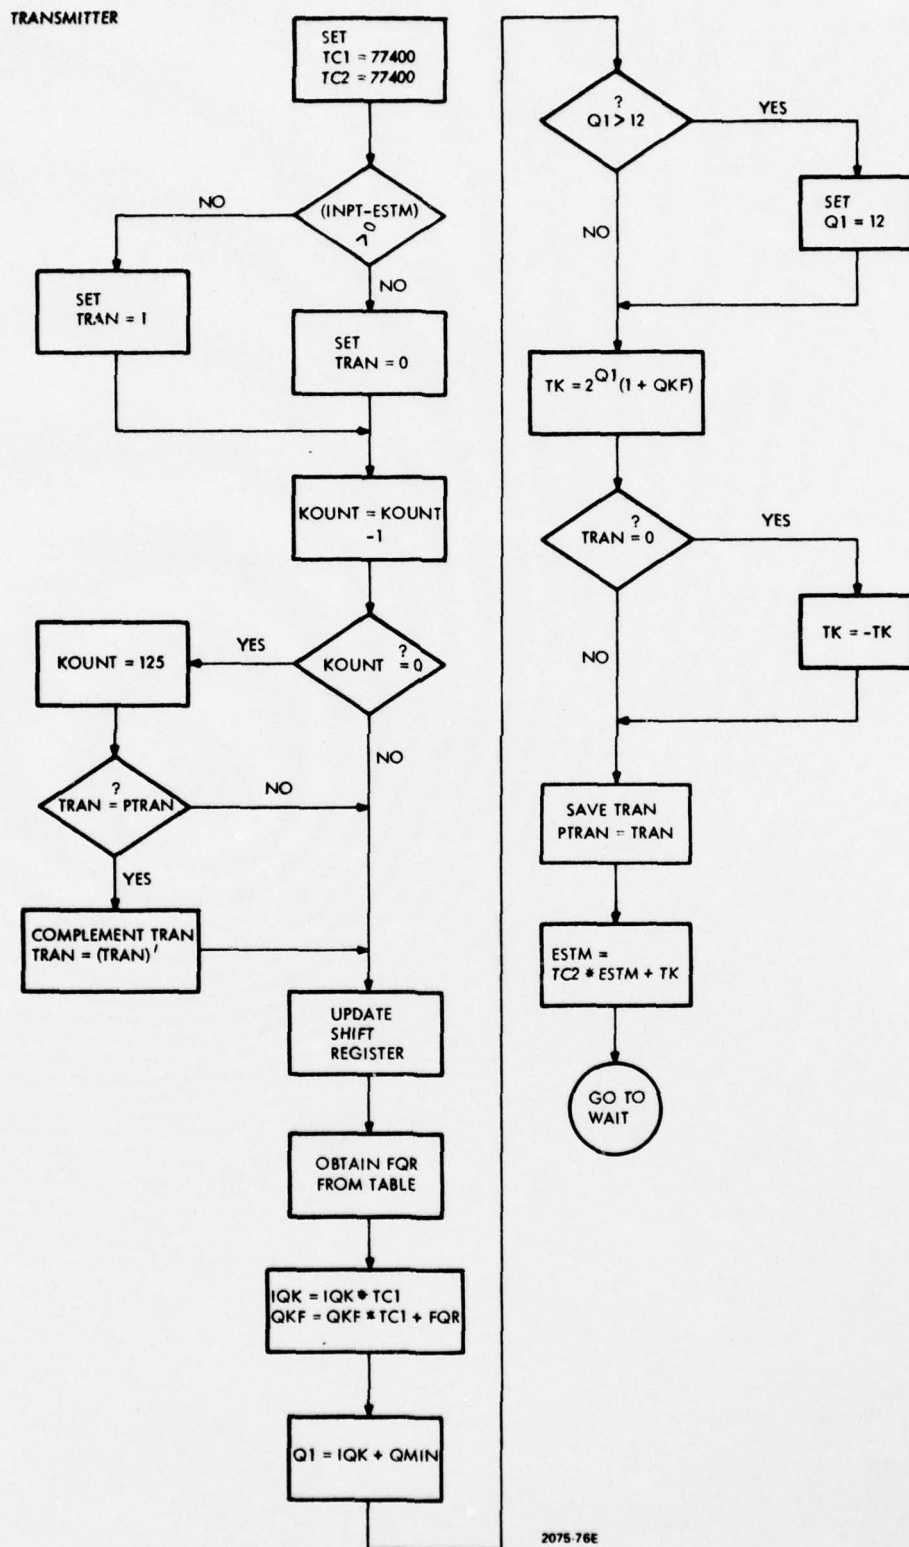 TRANSMITTER
SET
TC1 = 77400
TC2 = 77400
(INPT-ESTM)
>0
NO
NO
SET
TRAN = 1
SET
TRAN = 0
KOUNT = KOUNT
-1
?
KOUNT = 0
YES
KOUNT = 125
NO
?
TRAN = PTRAN
NO
YES
COMPLEMENT TRAN
TRAN = (TRAN)'
UPDATE
SHIFT
REGISTER
OBTAIN FQR
FROM TABLE
IQK = IQK * TC1
QKF = QKF * TC1 + FQR
Q1 = IQK + QMIN
?
Q1 > 12
YES
SET
Q1 = 12
NO
TK = 2^Q1 (1 + QKF)
?
TRAN = 0
YES
TK = -TK
NO
SAVE TRAN
PTRAN = TRAN
ESTM =
TC2 * ESTM + TK
GO TO
WAIT
2075-76E